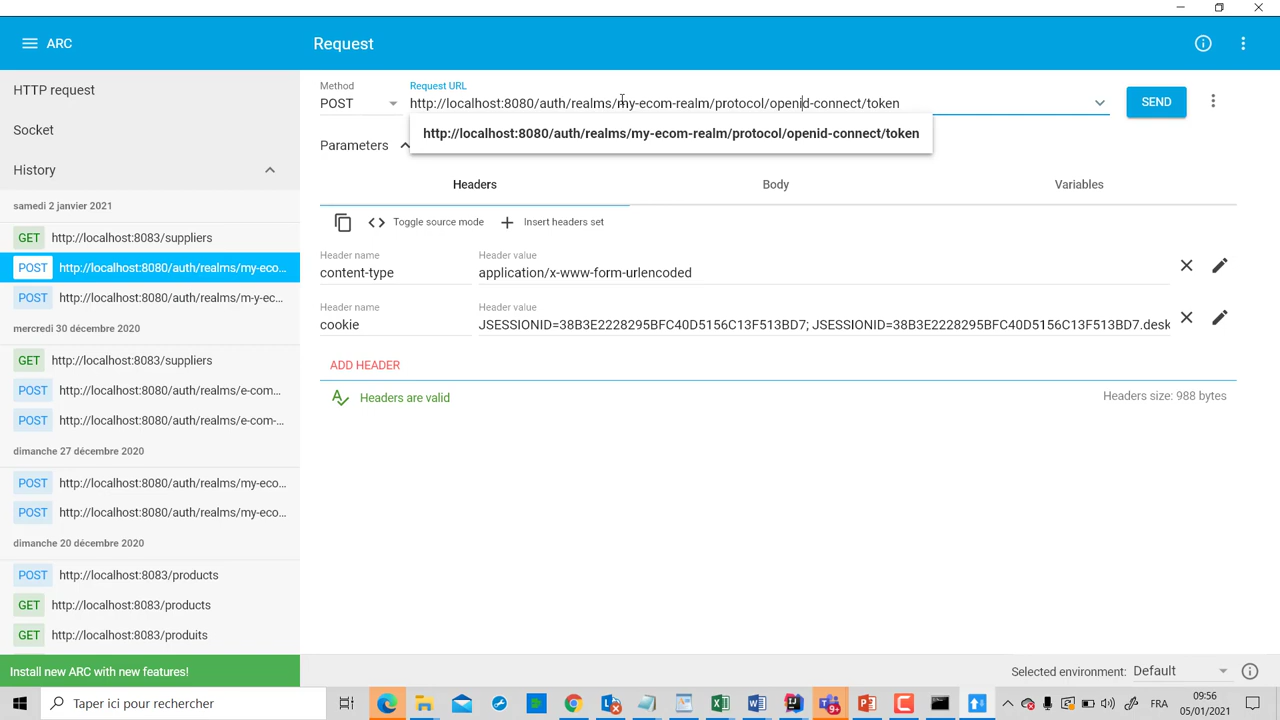 ARC
Request
HTTP request
Socket
History
samedi 2 janvier 2021
GET http://localhost:8083/suppliers
POST http://localhost:8080/auth/realms/my-eco...
POST http://localhost:8080/auth/realms/m-y-ec...
mercredi 30 décembre 2020
GET http://localhost:8083/suppliers
POST http://localhost:8080/auth/realms/e-com...
POST http://localhost:8080/auth/realms/e-com-...
dimanche 27 décembre 2020
POST http://localhost:8080/auth/realms/my-eco...
POST http://localhost:8080/auth/realms/my-eco...
dimanche 20 décembre 2020
POST http://localhost:8083/products
GET http://localhost:8083/products
GET http://localhost:8083/produits
Install new ARC with new features!
Method
POST
Request URL
http://localhost:8080/auth/realms/my-ecom-realm/protocol/openid-connect/token
SEND
http://localhost:8080/auth/realms/my-ecom-realm/protocol/openid-connect/token
Parameters
Headers
Body
Variables
Toggle source mode
Insert headers set
Header name
content-type
Header value
application/x-www-form-urlencoded
Header name
cookie
Header value
JSESSIONID=38B3E2228295BFC40D5156C13F513BD7; JSESSIONID=38B3E2228295BFC40D5156C13F513BD7.desk
ADD HEADER
Headers are valid
Headers size: 988 bytes
Selected environment: Default
Taper ici pour rechercher
9+
FRA
09:56
05/01/2021